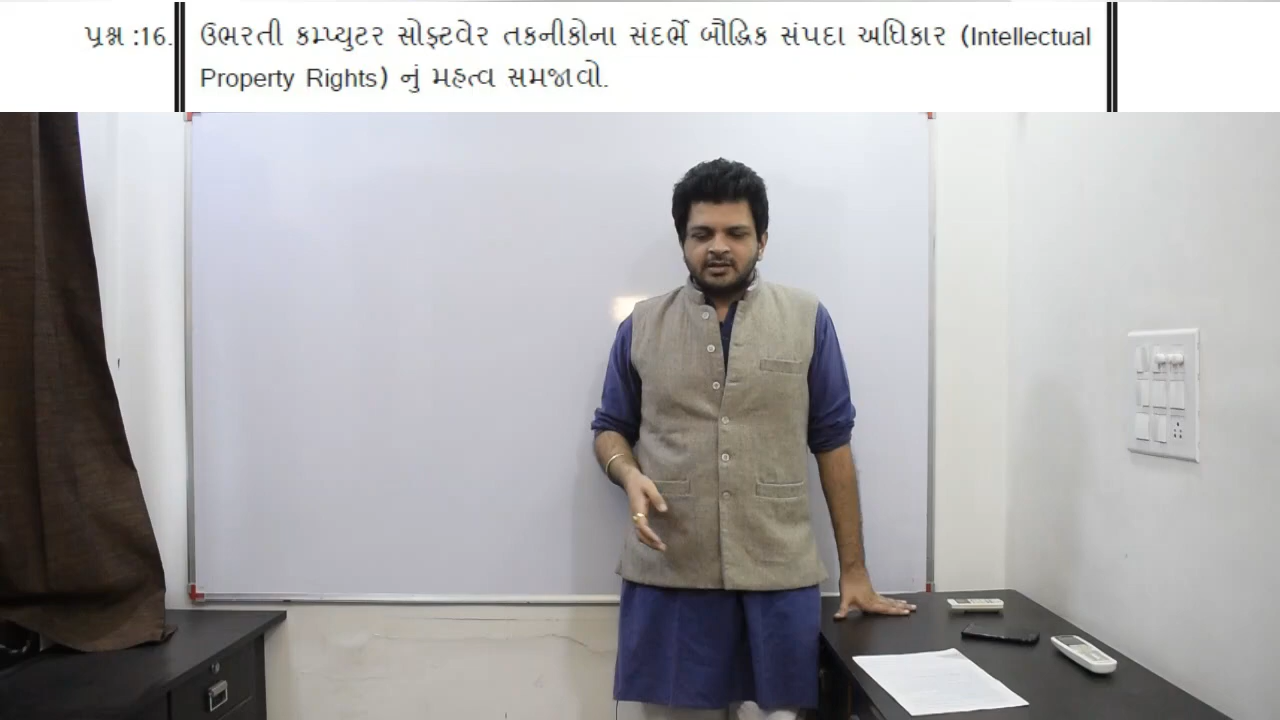 પ્રશ્ન :16. ઉભરતી કમ્પ્યુટર સોફ્ટવેર તકનીકોના સંદર્ભે બૌદ્ધિક સંપદા અધિકાર (Intellectual
Property Rights) નું મહત્વ સમજાવો.